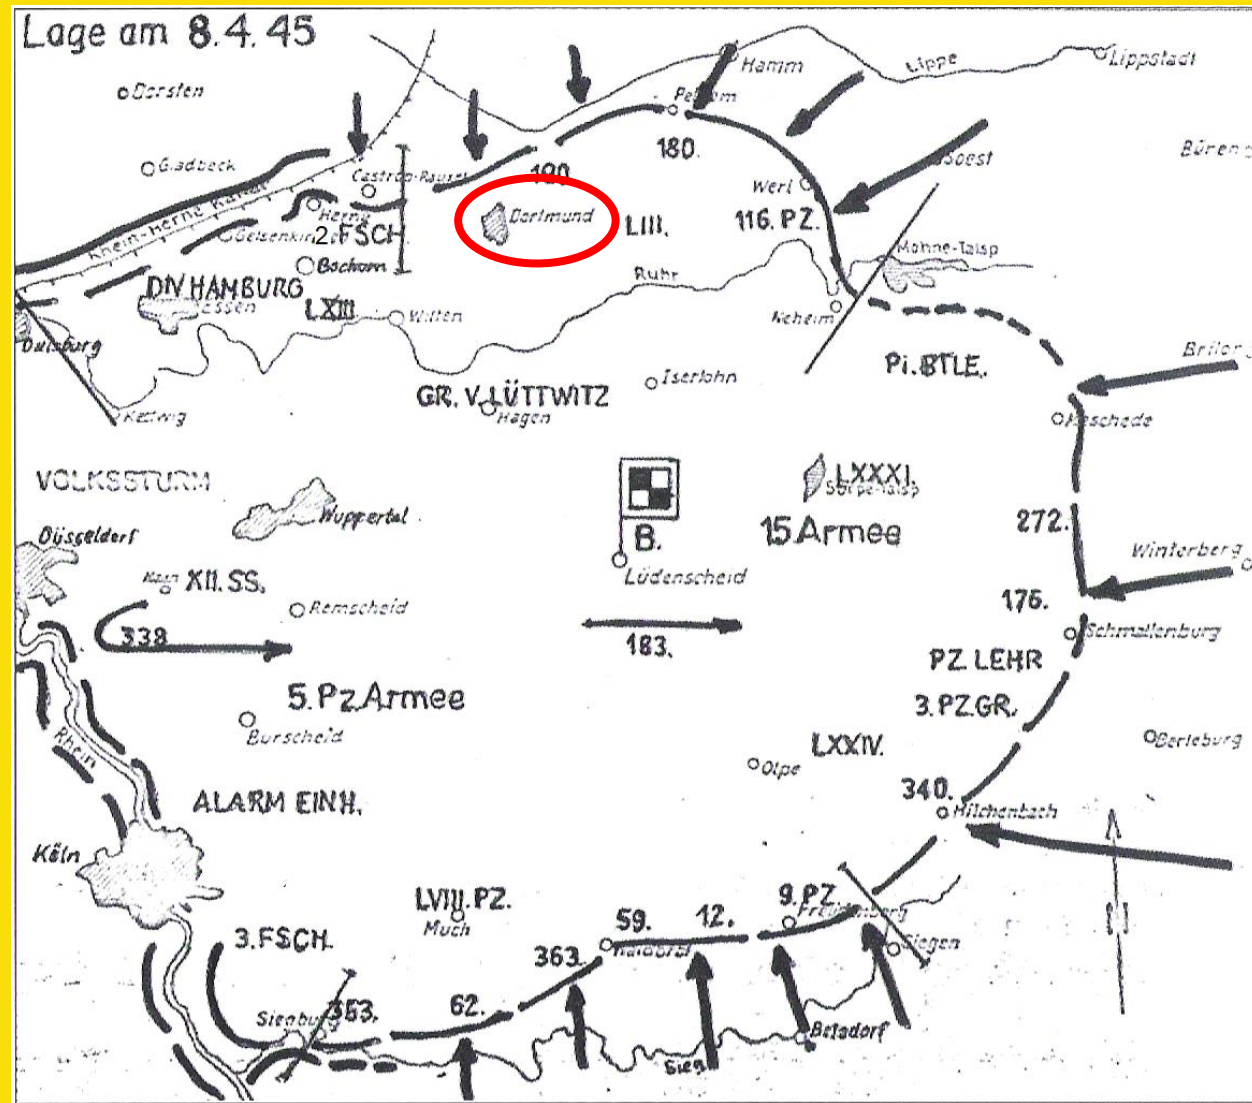 Lage am 8.4.45
Dorsten
Hamm
Lippe
Lippstadt
Gladbeck
Castrop-Rauxel
190.
180.
Soest
Werl
Rhein-Herne Kanal
Herne
2. FSCH.
Dortmund
LIII.
116. PZ.
Möhne-Talsp
Bochum
Ruhr
DIV HAMBURG
Essen
LXIII
Witten
Neheim
Duisburg
Kettwig
GR. V. LÜTTWITZ
Hagen
Iserlohn
Pi. BTLE.
Brilon
Meschede
VOLKSSTURM
Wuppertal
LXXXI.
Sorpe-Talsp
Düsseldorf
B.
15 Armee
272.
Winterberg
XII. SS.
Lüdenscheid
Remscheid
176.
338
183.
Schmallenburg
PZ. LEHR
5. Pz. Armee
3. PZ. GR.
Burscheid
Rhein
LXXIV.
Berleburg
Olpe
ALARM EINH.
340.
Hilchenbach
Köln
LVIII. PZ.
Much
59.
12.
9. PZ.
Freudenberg
3. FSCH.
363
Waldbröl
Siegen
Siegburg
353.
62.
Betzdorf
Sieg